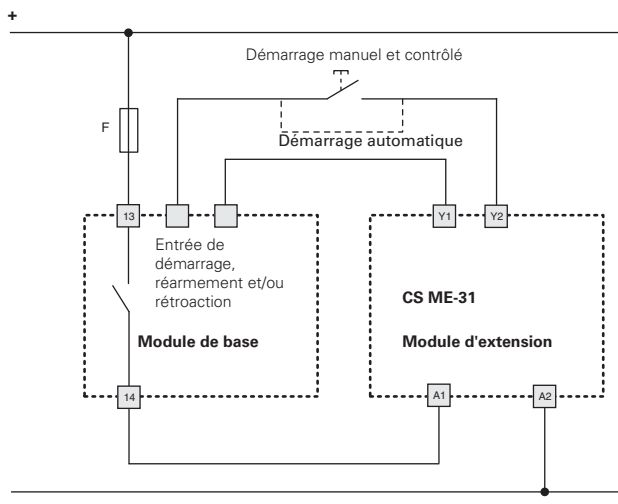 +
Démarrage manuel et contrôlé
F
Démarrage automatique
13
Y1
Y2
Entrée de
démarrage,
réarmement et/ou
rétroaction
CS ME-31
Module de base
Module d'extension
14
A1
A2